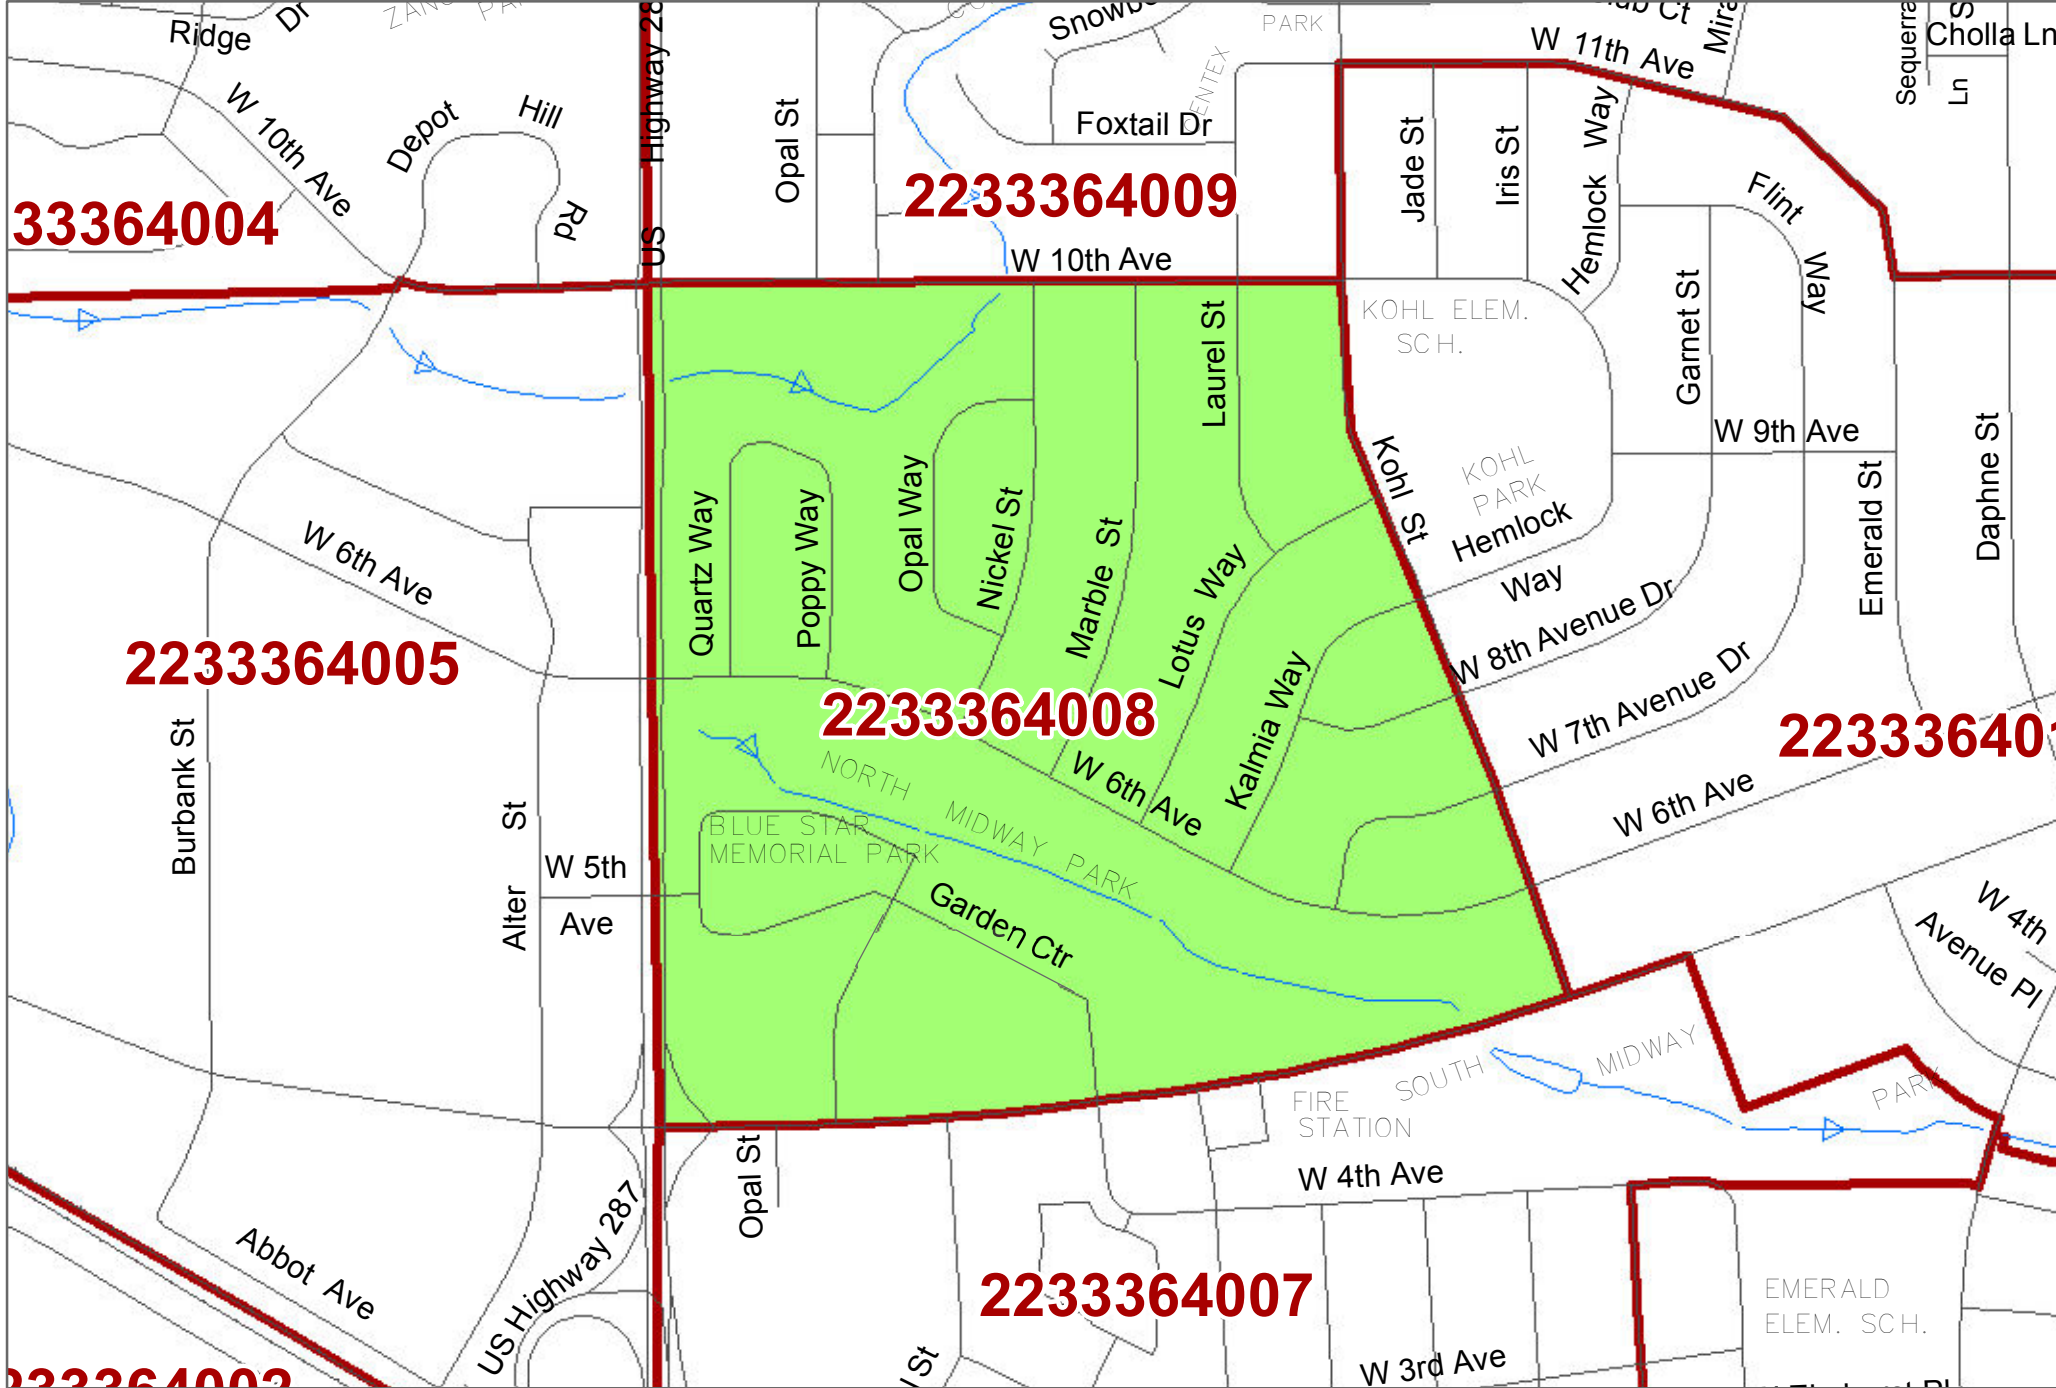 Ridge
Dr
US Highway 28
Snowb
PARK
W 11th Ave
Cholla Ln
Ln
W 10th Ave
Depot Hill Rd
Opal St
Foxtail Dr
Jade St
Iris St
Hemlock Way
Flint Way
33364004
2233364009
W 10th Ave
KOHL ELEM.
SCH.
Laurel St
Garnet St
W 9th Ave
Kohl St
KOHL
PARK
Emerald St
Daphne St
Quartz Way
Poppy Way
Opal Way
Nickel St
Marble St
Lotus Way
Kalmia Way
Hemlock
Way
W 8th Avenue Dr
W 7th Avenue Dr
W 6th Ave
W 6th Ave
2233364005
2233364008
223336401
W 6th Ave
Burbank St
Alter St
W 5th
Ave
NORTH MIDWAY PARK
BLUE STAR
MEMORIAL PARK
Garden Ctr
W 4th
Avenue Pl
SOUTH MIDWAY PARK
FIRE
STATION
Opal St
W 4th Ave
Abbot Ave
US Highway 287
2233364007
EMERALD
ELEM. SCH.
W 3rd Ave
St
233364002